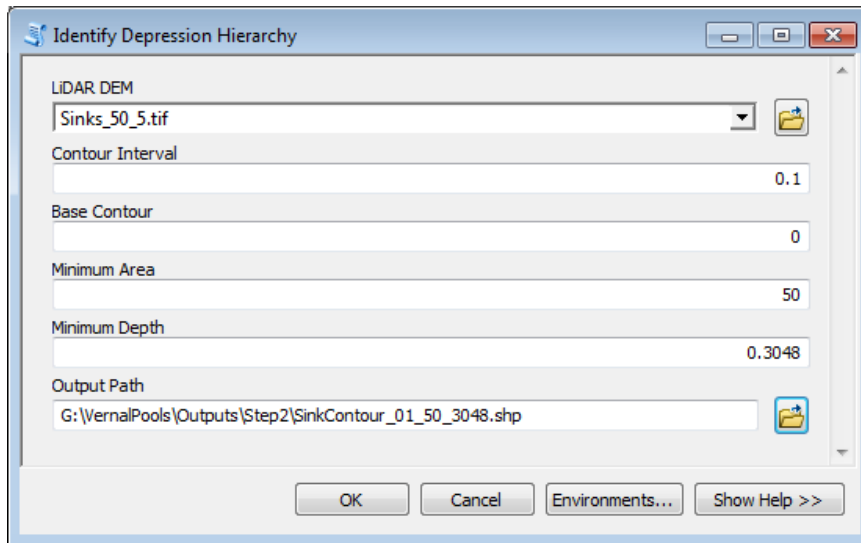 Identify Depression Hierarchy
LiDAR DEM
Sinks_50_5.tif
Contour Interval
0.1
Base Contour
0
Minimum Area
50
Minimum Depth
0.3048
Output Path
G:\VernalPools\Outputs\Step2\SinkContour_01_50_3048.shp
OK Cancel Environments... Show Help >>